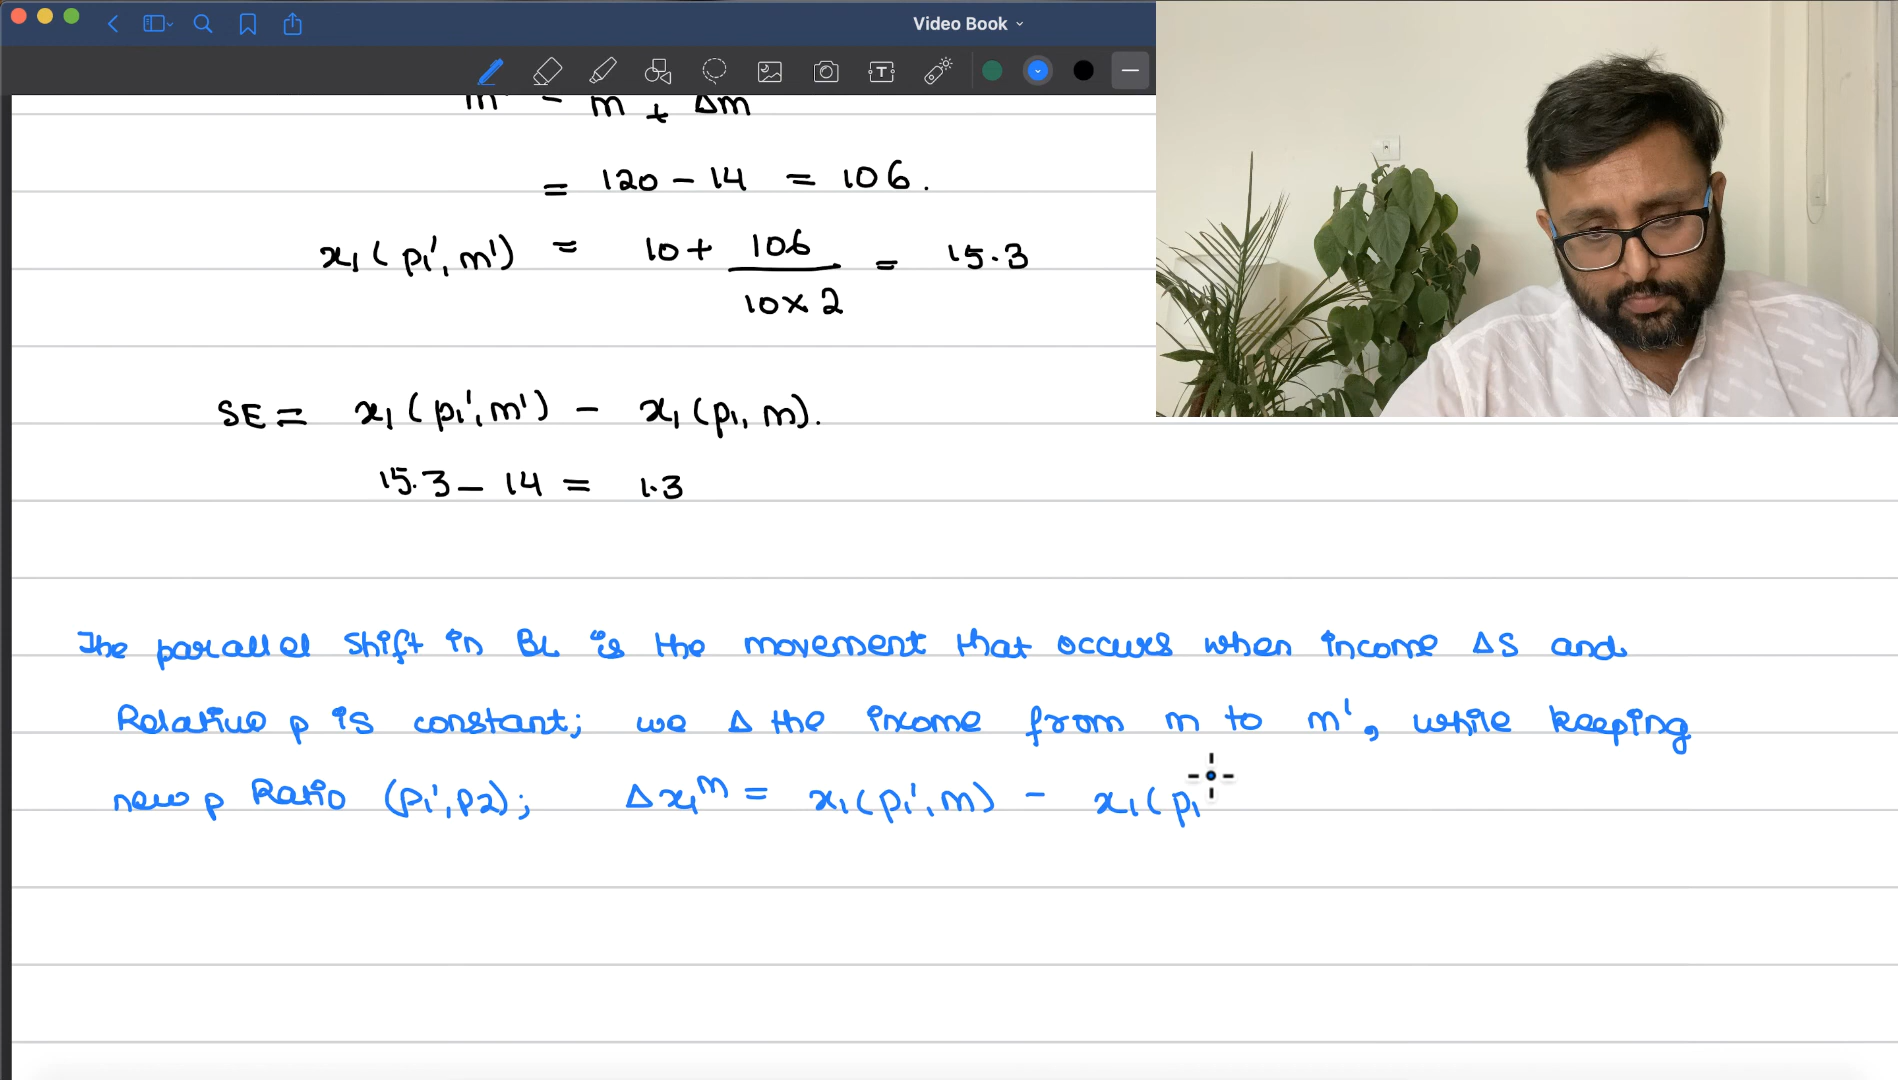 Video Book
m' = m + Δm
= 120 - 14 = 106.
x₁(p₁', m') = 10 + 106 / 10 × 2 = 15.3
SE = x₁(p₁', m') - x₁(p₁, m).
15.3 - 14 = 1.3
The parallel shift in BL is the movement that occurs when income ΔS and
Relative p is constant; we Δ the income from m to m', while keeping
new p Ratio (p₁', p2); Δx₁ᵐ = x₁(p₁', m) - x₁(p₁